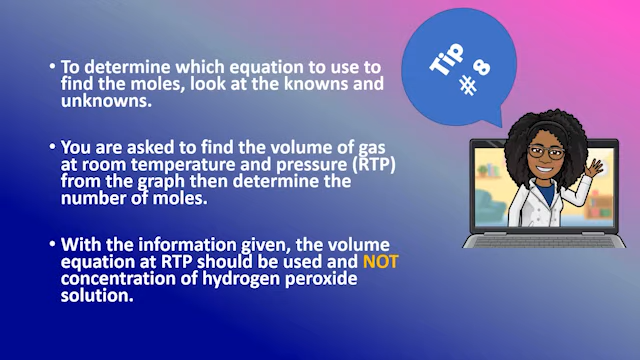 • To determine which equation to use to
find the moles, look at the knowns and
unknowns.
• You are asked to find the volume of gas
at room temperature and pressure (RTP)
from the graph then determine the
number of moles.
• With the information given, the volume
equation at RTP should be used and NOT
concentration of hydrogen peroxide
solution.
Tip
# 8